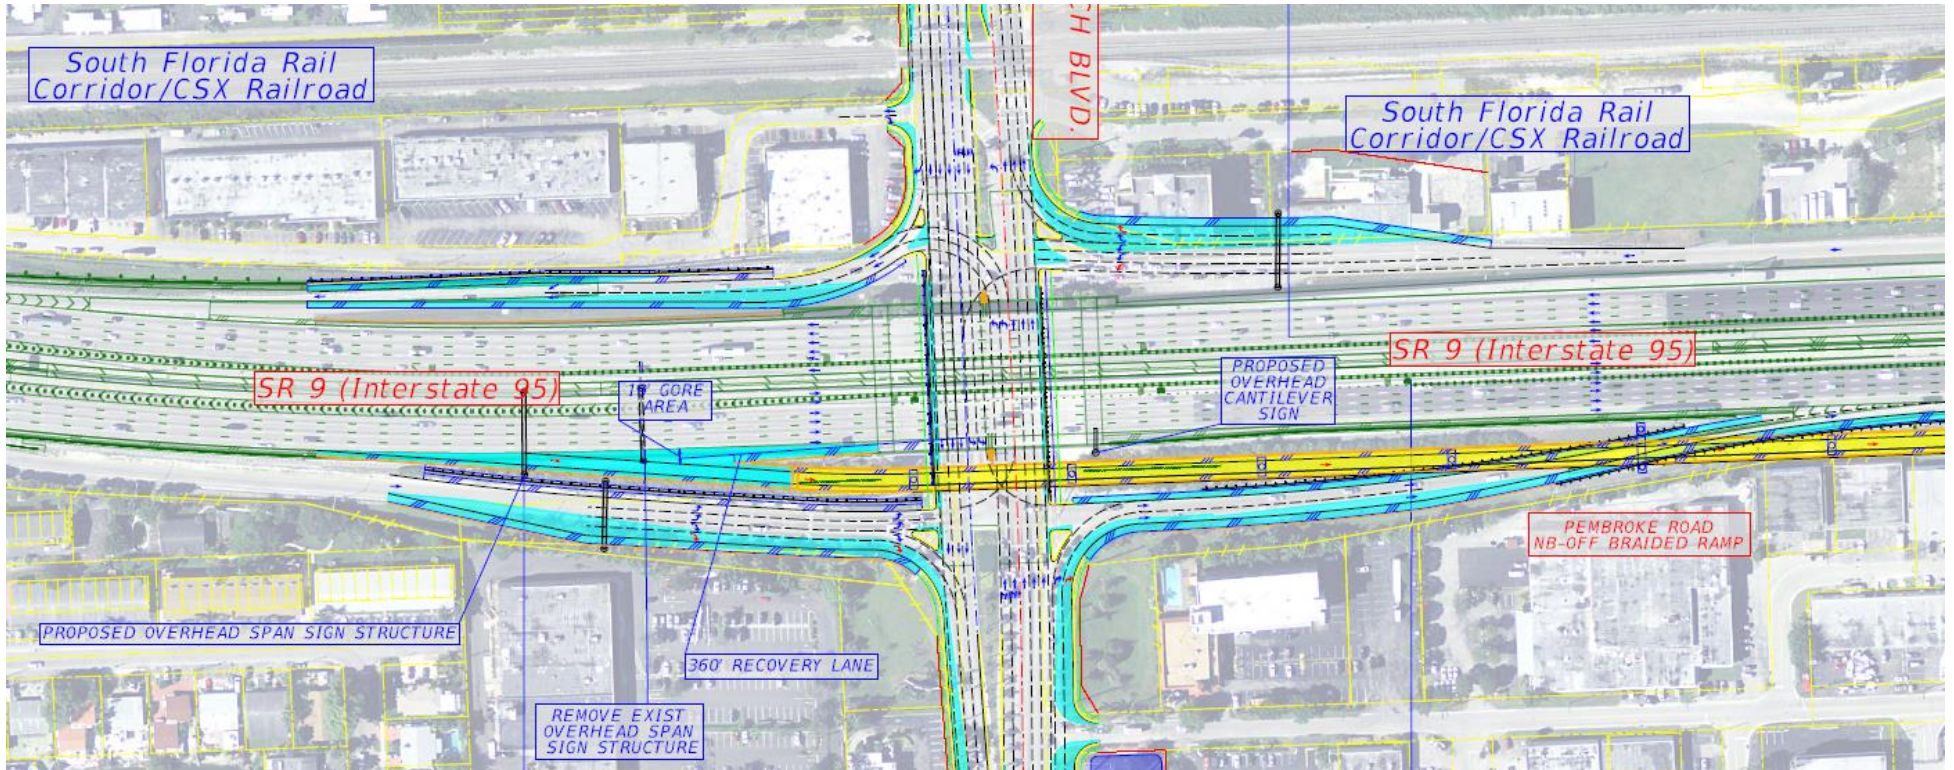 South Florida Rail
Corridor/CSX Railroad
CH BLVD.
South Florida Rail
Corridor/CSX Railroad
SR 9 (Interstate 95)
SR 9 (Interstate 95)
GORE
AREA
PROPOSED
OVERHEAD
CANTILEVER
SIGN
PEMBROKE ROAD
NB-OFF BRAIDED RAMP
PROPOSED OVERHEAD SPAN SIGN STRUCTURE
360' RECOVERY LANE
REMOVE EXIST
OVERHEAD SPAN
SIGN STRUCTURE